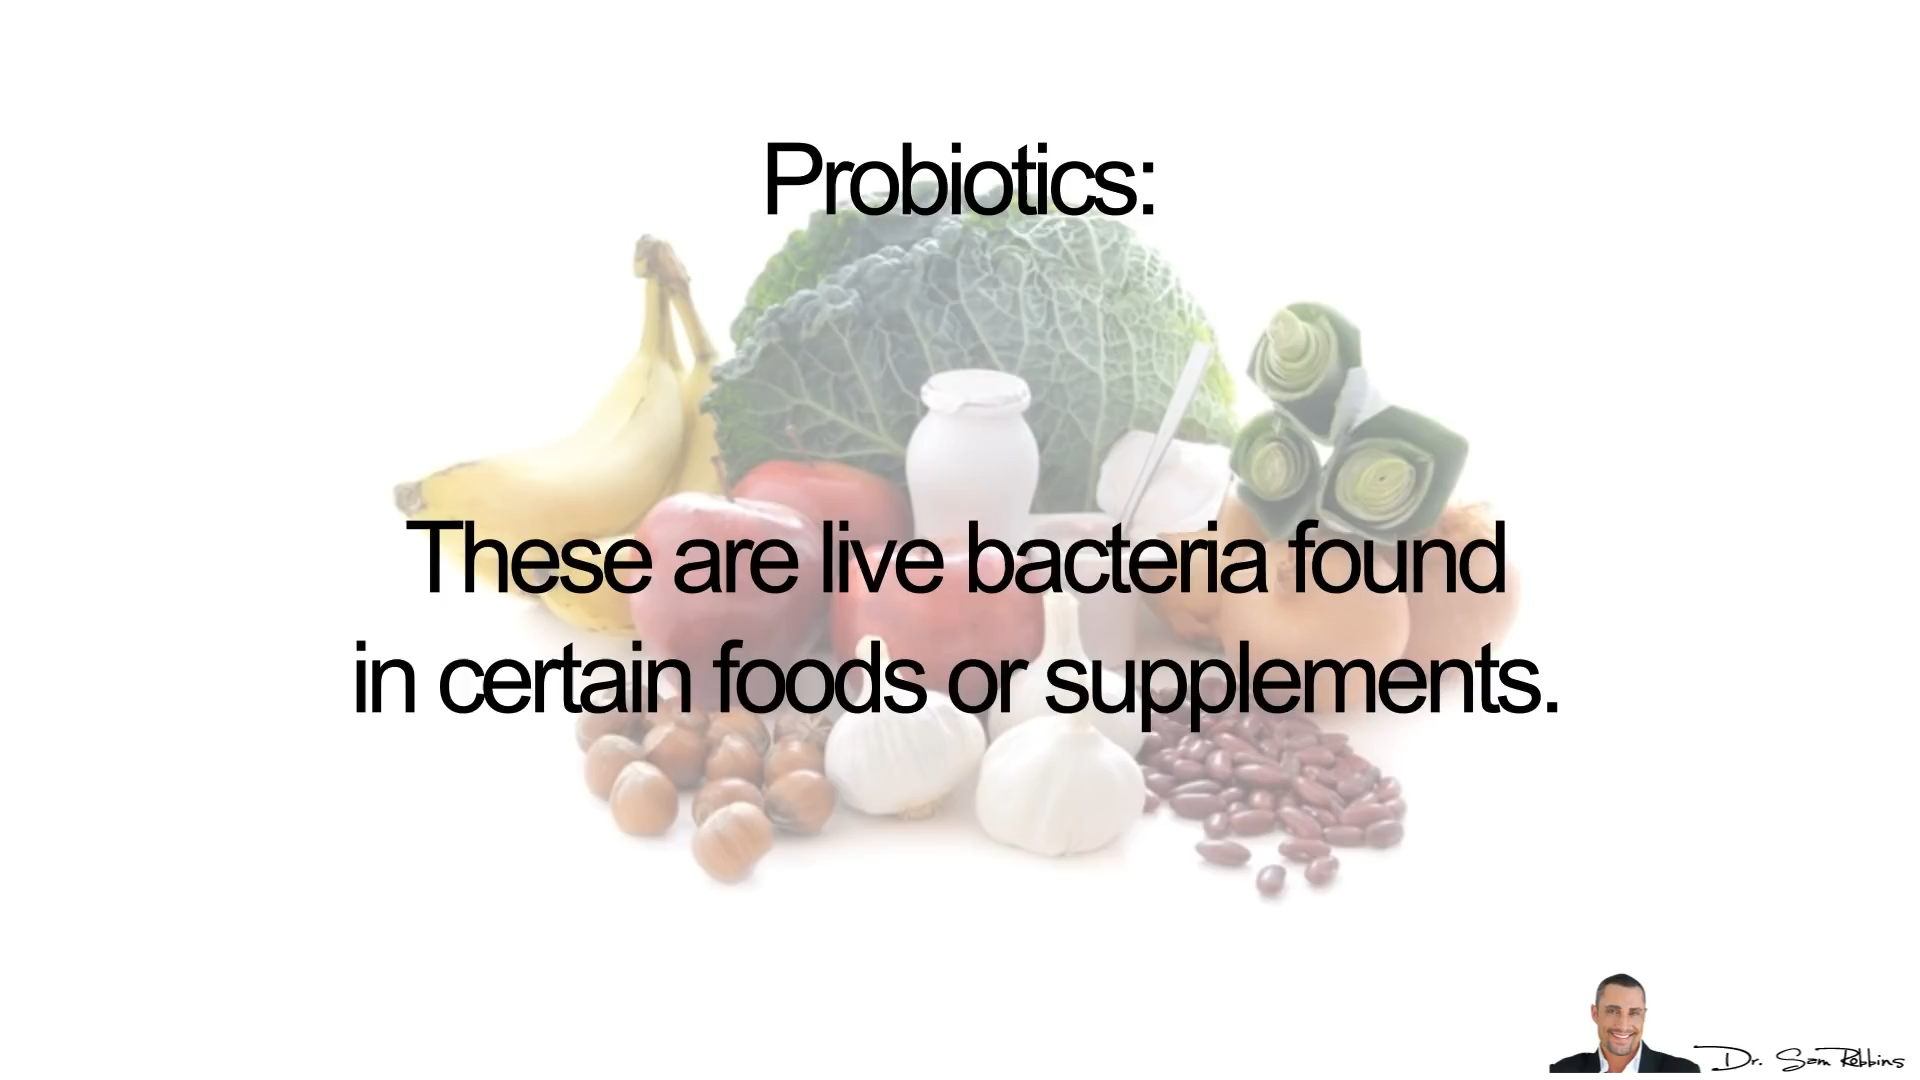 Probiotics:
These are live bacteria found
in certain foods or supplements.
Dr. Sam Robbins